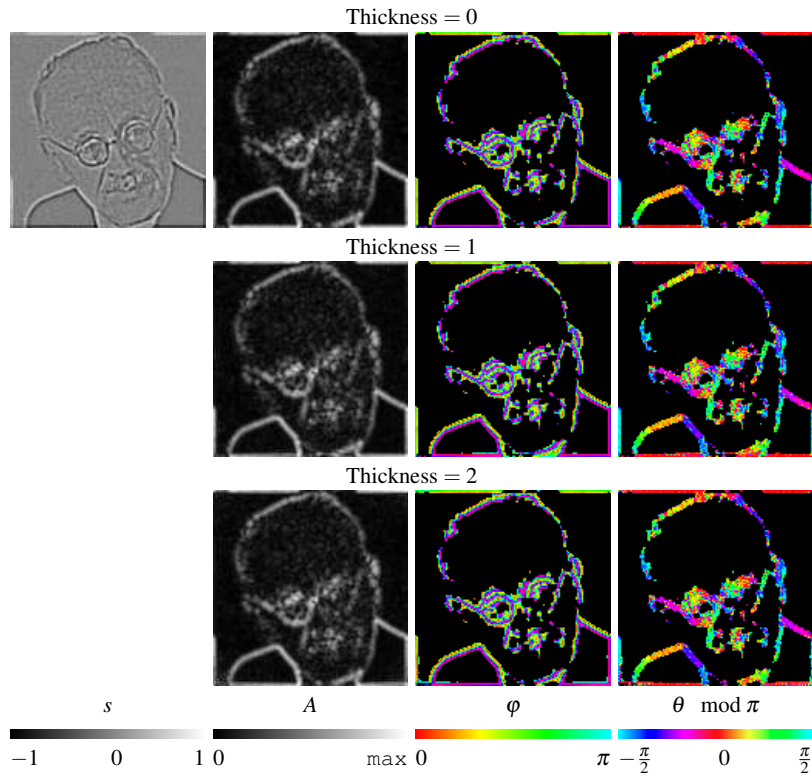 Thickness = 0
Thickness = 1
Thickness = 2
s A φ θ mod π
−1 0 1 0 max 0 π −π/2 0 π/2